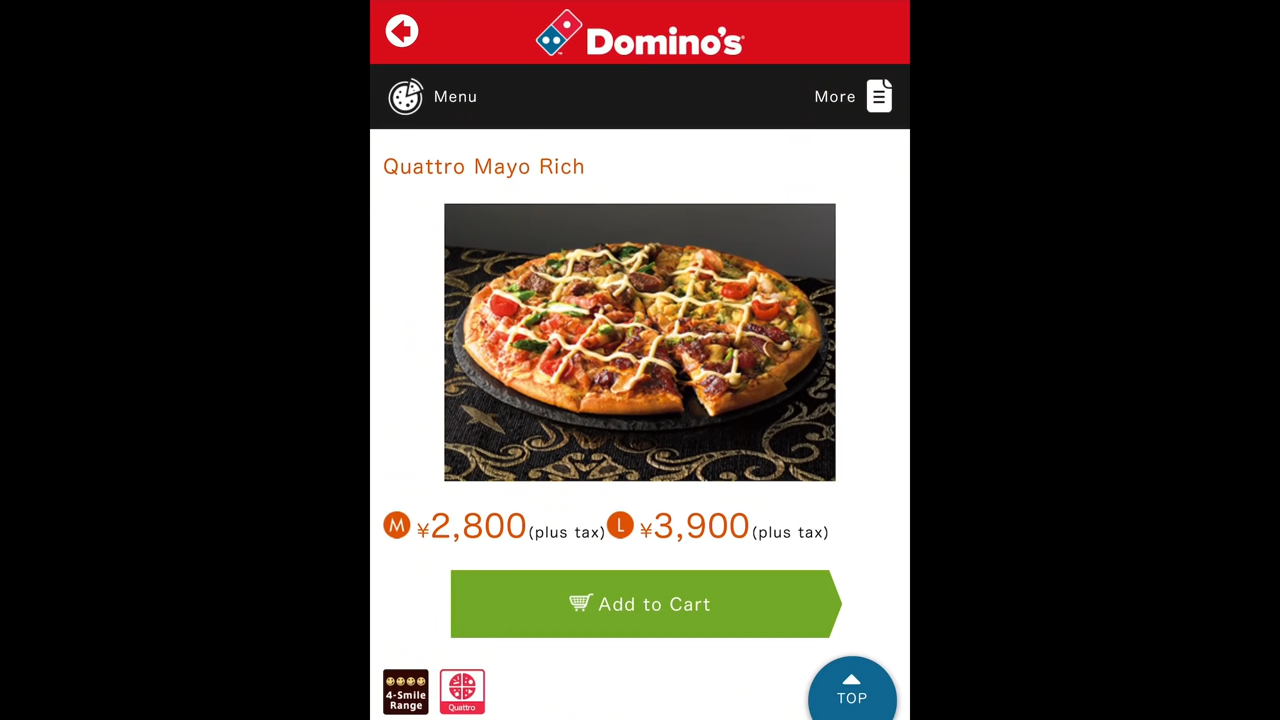 Domino's
Menu
More
Quattro Mayo Rich
M ¥2,800(plus tax) L ¥3,900(plus tax)
Add to Cart
4-Smile
Range
Quattro
TOP